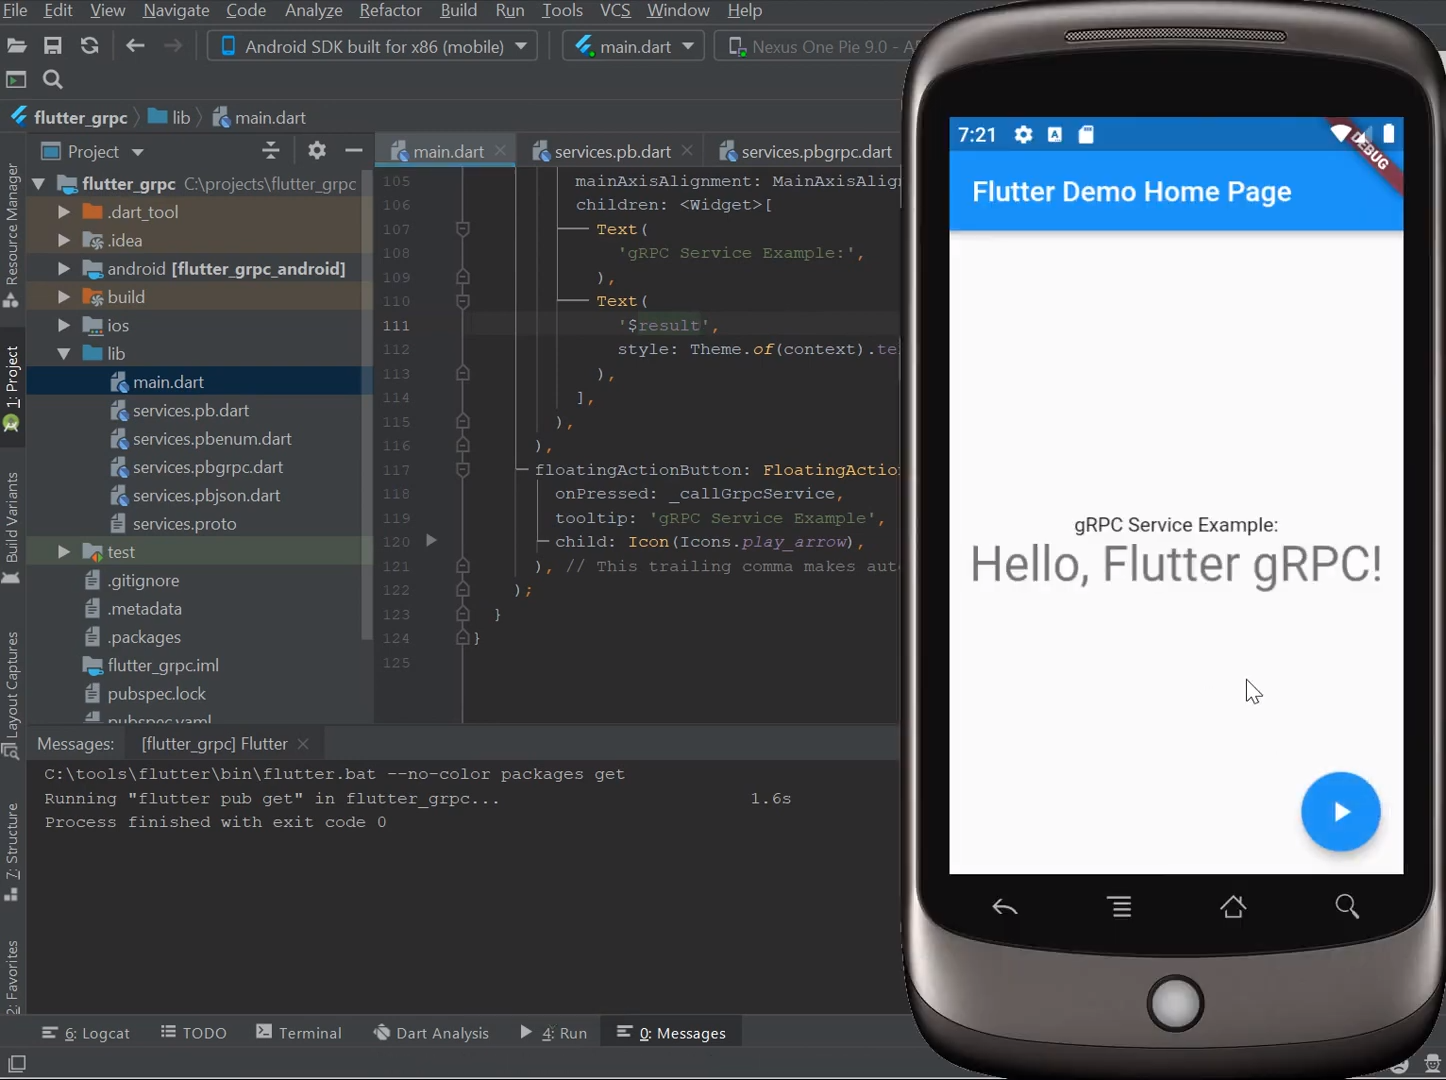 File Edit View Navigate Code Analyze Refactor Build Run Tools VCS Window Help
Android SDK built for x86 (mobile) main.dart Nexus One Pie 9.0 -
flutter_grpc lib main.dart
Project
main.dart services.pb.dart services.pbgrpc.dart
Resource Manager
1: Project
Build Variants
Layout Captures
7: Structure
2: Favorites
flutter_grpc C:\projects\flutter_grpc
.dart_tool
.idea
android [flutter_grpc_android]
build
ios
lib
main.dart
services.pb.dart
services.pbenum.dart
services.pbgrpc.dart
services.pbjson.dart
services.proto
test
.gitignore
.metadata
.packages
flutter_grpc.iml
pubspec.lock
pubspec.yaml
105 mainAxisAlignment: MainAxisAlign
106 children: <Widget>[
107 Text(
108 'gRPC Service Example:',
109 ),
110 Text(
111 '$result',
112 style: Theme.of(context).te
113 ),
114 ],
115 ),
116 ),
117 floatingActionButton: FloatingActio
118 onPressed: _callGrpcService,
119 tooltip: 'gRPC Service Example',
120 child: Icon(Icons.play_arrow),
121 ), // This trailing comma makes aut
122 );
123 }
124 }
125
Messages: [flutter_grpc] Flutter
C:\tools\flutter\bin\flutter.bat --no-color packages get
Running "flutter pub get" in flutter_grpc... 1.6s
Process finished with exit code 0
6: Logcat TODO Terminal Dart Analysis 4: Run 0: Messages
7:21 A
DEBUG
Flutter Demo Home Page
gRPC Service Example:
Hello, Flutter gRPC!